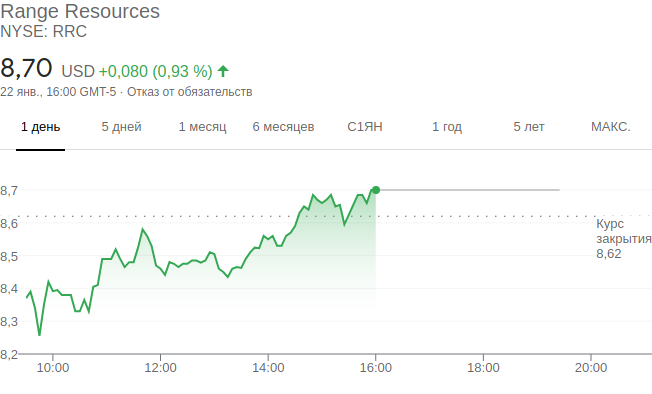 Range Resources
NYSE: RRC
8,70 USD +0,080 (0,93 %)
22 янв., 16:00 GMT-5 · Отказ от обязательств
1 день 5 дней 1 месяц 6 месяцев С1ЯН 1 год 5 лет МАКС.
8,7
8,6
Курс
закрытия
8,62
8,5
8,4
8,3
8,2
10:00 12:00 14:00 16:00 18:00 20:00